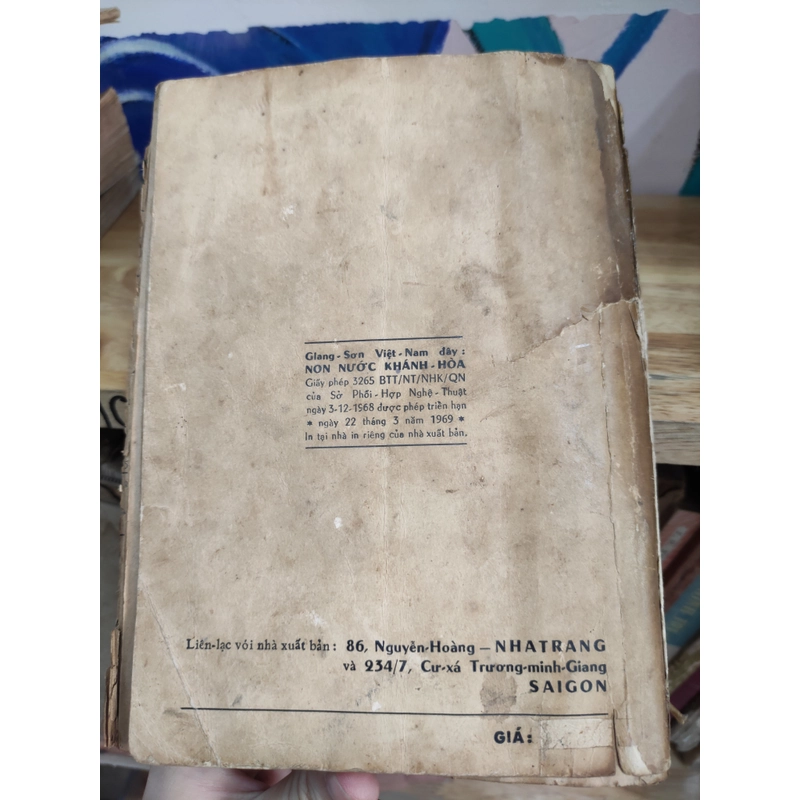 Giang-Sơn Việt-Nam đây :
NON NƯỚC KHÁNH-HÒA
Giấy phép 3265 BTT/NT/NHK/QN
của Sở Phối-Hợp Nghệ-Thuật
ngày 3-12-1968 được phép triển hạn
* ngày 22 tháng 3 năm 1969 *
In tại nhà in riêng của nhà xuất bản.
Liên-lạc với nhà xuất bản : 86, Nguyễn-Hoàng – NHATRANG
và 234/7, Cư-xá Trương-minh-Giang
SAIGON
GIÁ :